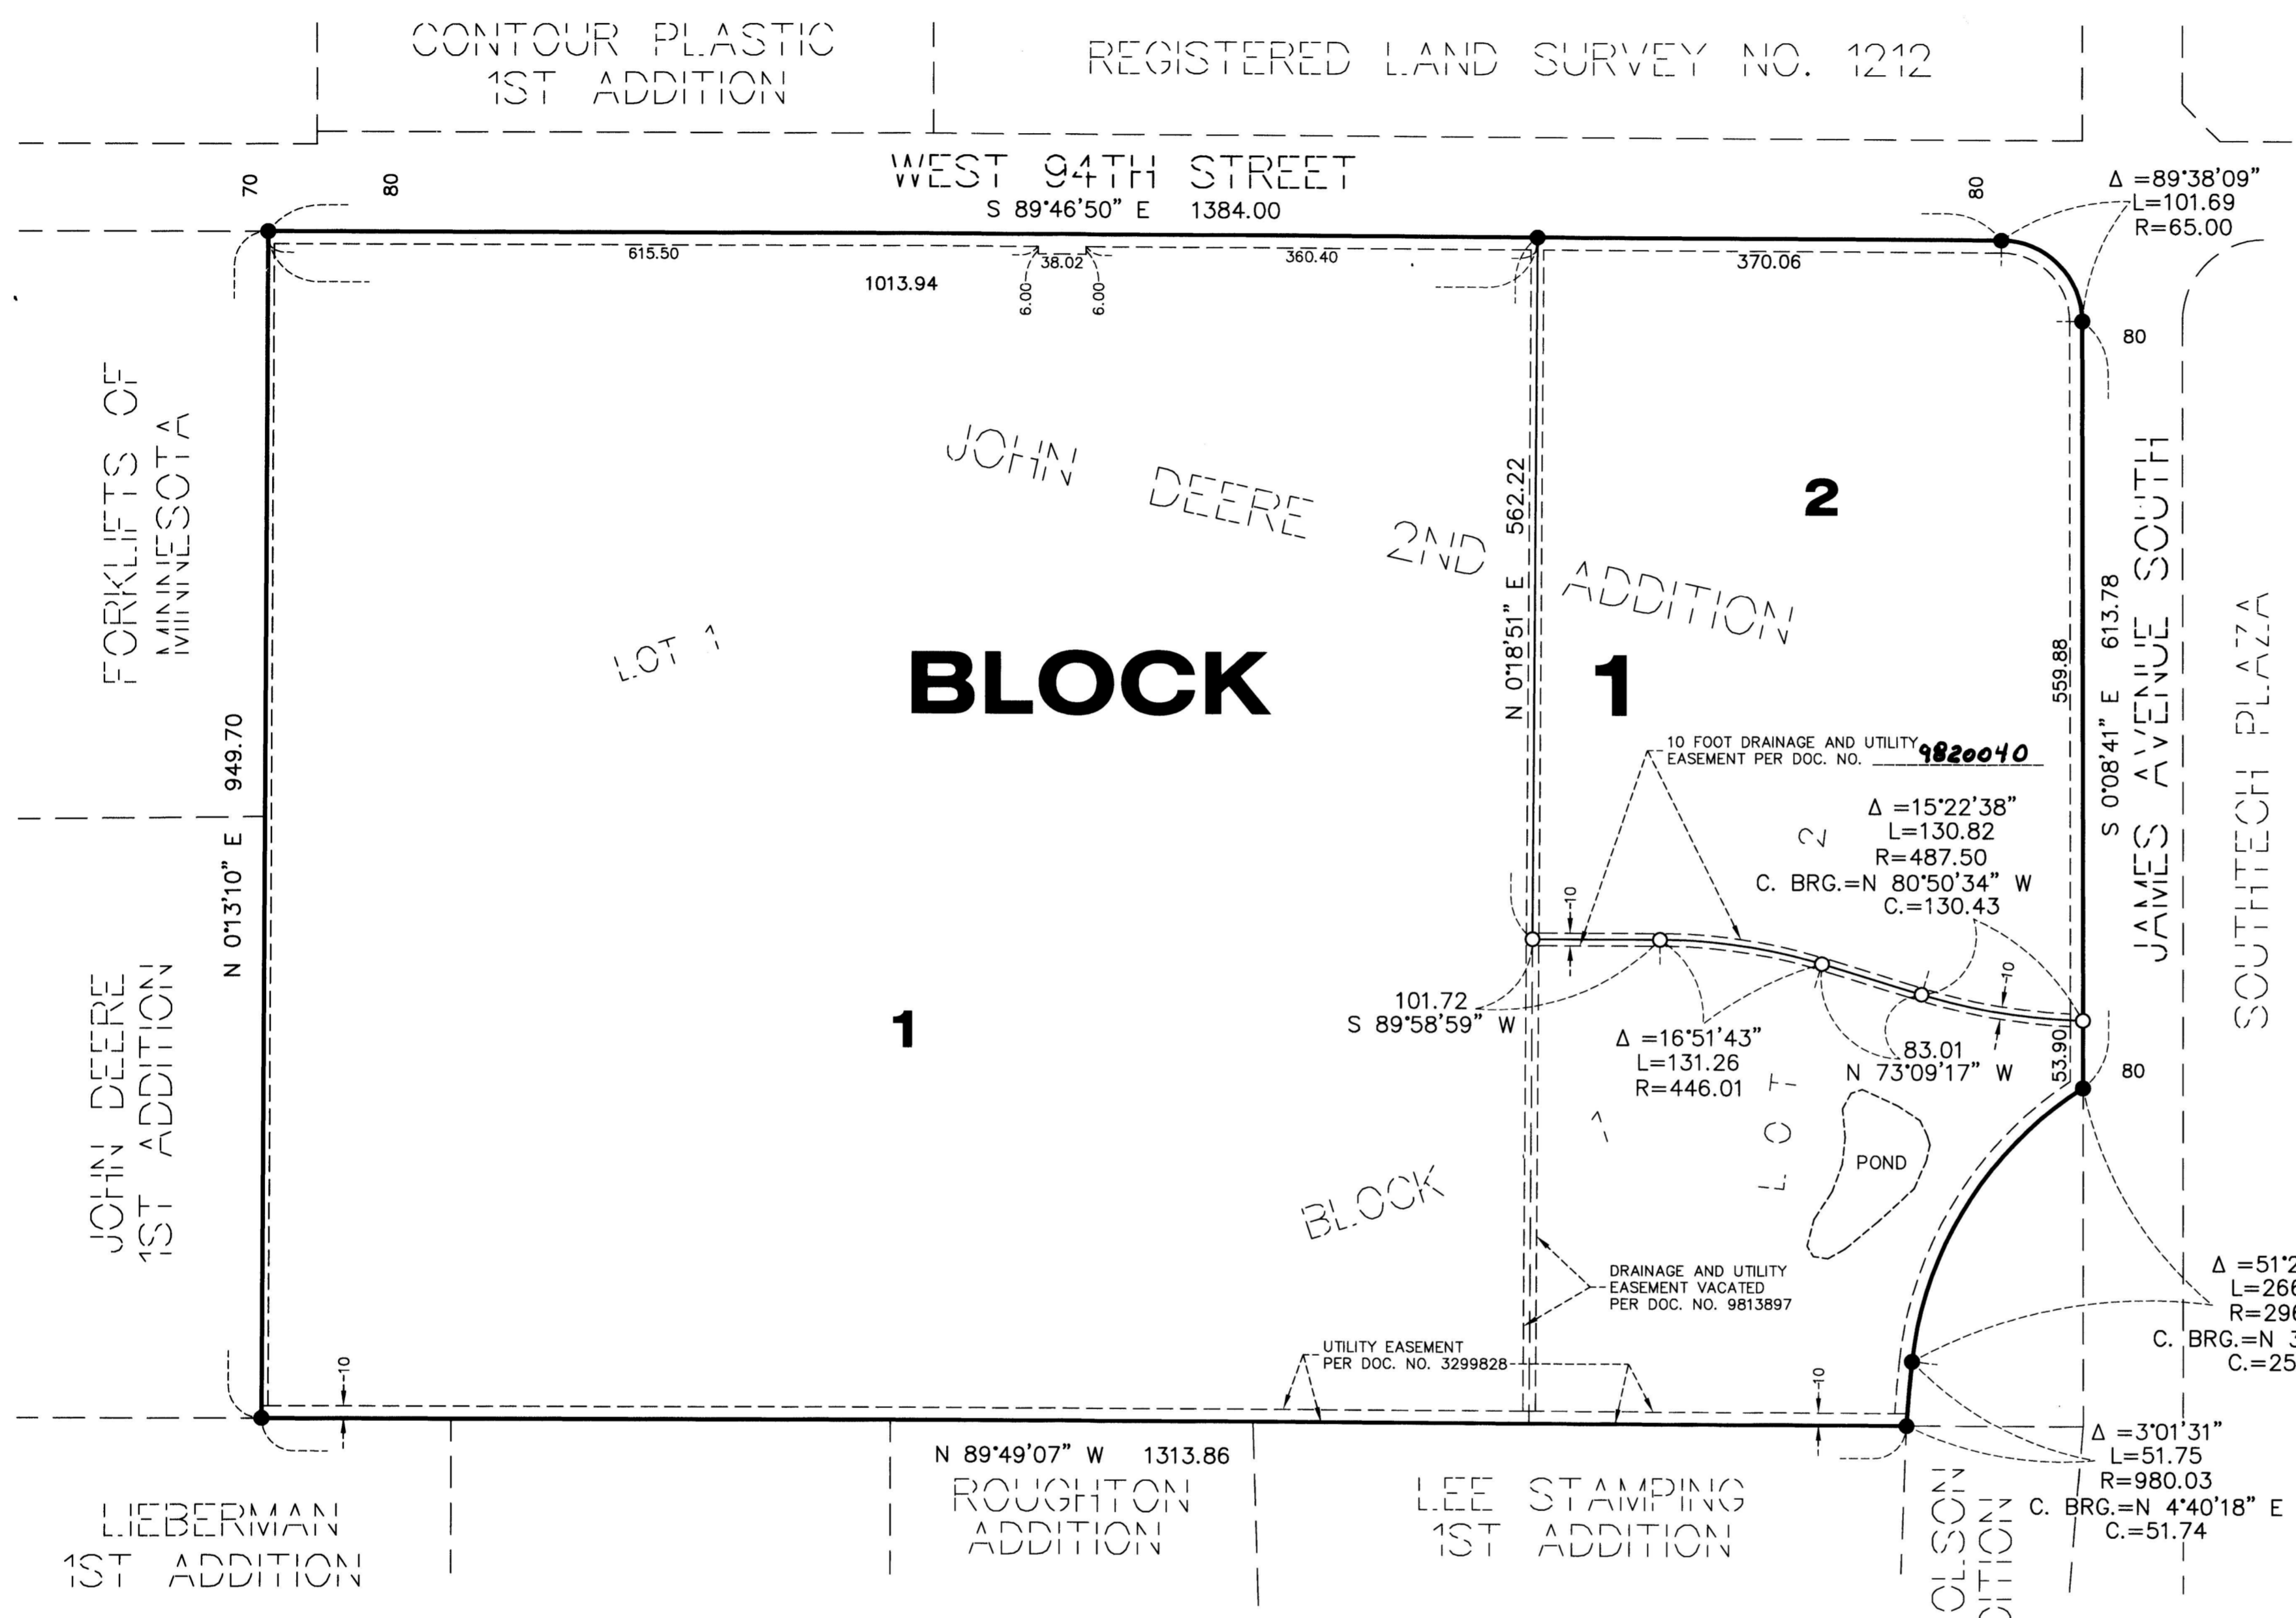 CONTOUR PLASTIC
1ST ADDITION
REGISTERED LAND SURVEY NO. 1212
WEST 94TH STREET
S 89°46'50" E 1384.00
70
80
80
Δ =89°38'09"
L=101.69
R=65.00
615.50
38.02
360.40
370.06
1013.94
6.00
6.00
80
FORKLIFTS OF
MINNESOTA
JOHN DEERE 2ND ADDITION
2
LOT 1
BLOCK 1
N 0°18'51" E 562.22
559.88
S 0°08'41" E 613.78
JAMES AVENUE SOUTH
SOUTHTECH PLAZA
N 0°13'10" E 949.70
10 FOOT DRAINAGE AND UTILITY
EASEMENT PER DOC. NO. 9820040
Δ =15°22'38"
L=130.82
R=487.50
C. BRG.=N 80°50'34" W
C.=130.43
LOT 2
10
10
JOHN DEERE
1ST ADDITION
1
101.72
S 89°58'59" W
Δ =16°51'43"
L=131.26
R=446.01
83.01
N 73°09'17" W
53.90
80
BLOCK 1
POND
DRAINAGE AND UTILITY
EASEMENT VACATED
PER DOC. NO. 9813897
Δ =51°2
L=266
R=296
C. BRG.=N 3
C.=25
UTILITY EASEMENT
PER DOC. NO. 3299828
10
10
N 89°49'07" W 1313.86
Δ =3°01'31"
L=51.75
R=980.03
C. BRG.=N 4°40'18" E
C.=51.74
LIEBERMAN
1ST ADDITION
ROUGHTON
ADDITION
LEE STAMPING
1ST ADDITION
CLSON
ITION